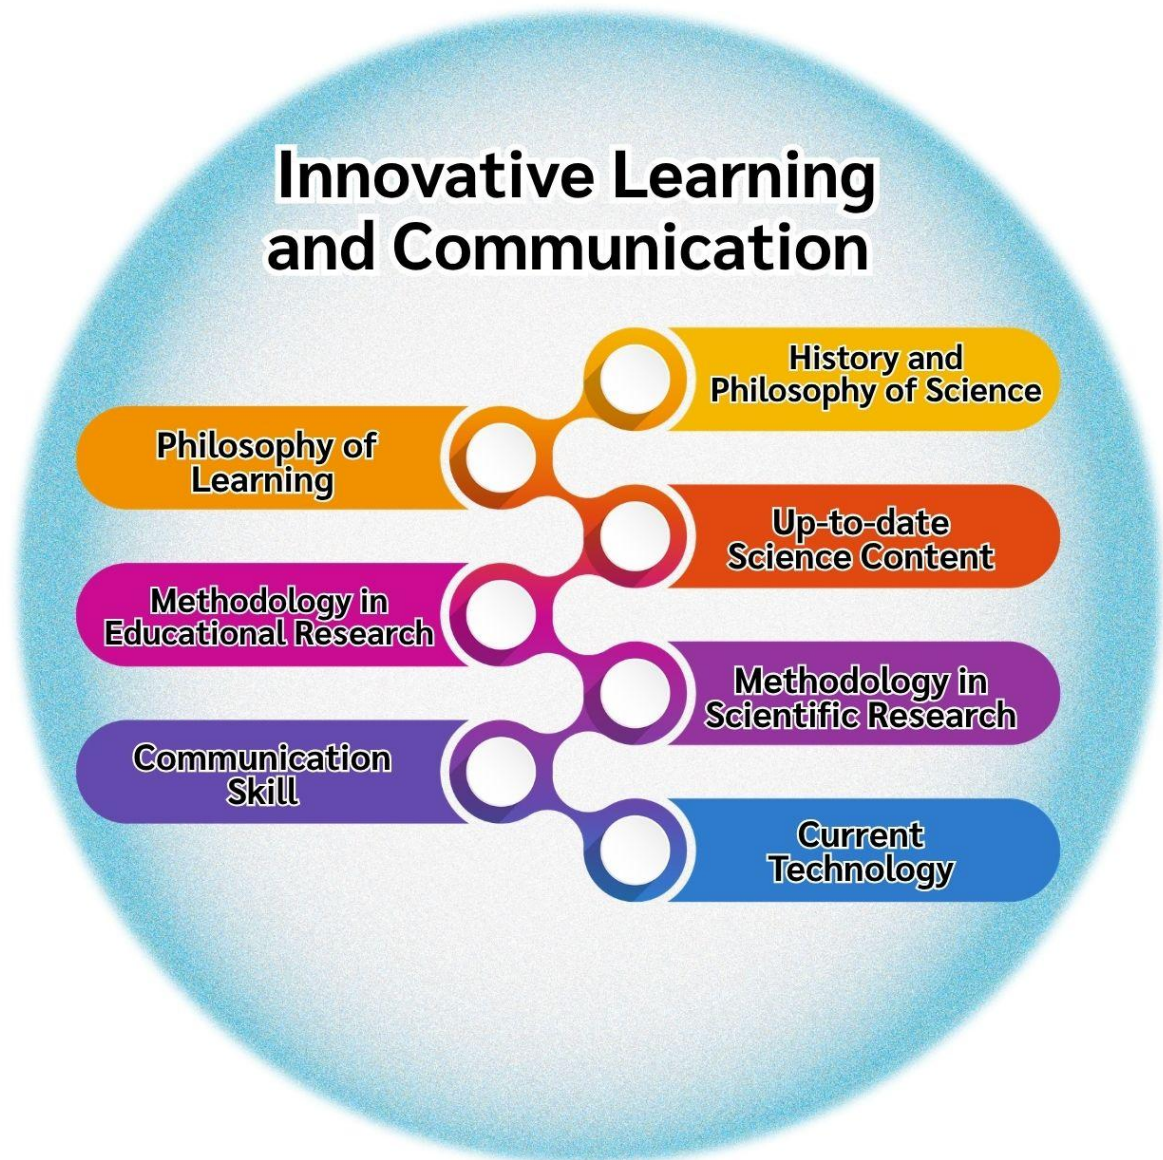 Innovative Learning
and Communication
History and
Philosophy of Science
Philosophy of
Learning
Up-to-date
Science Content
Methodology in
Educational Research
Methodology in
Scientific Research
Communication
Skill
Current
Technology